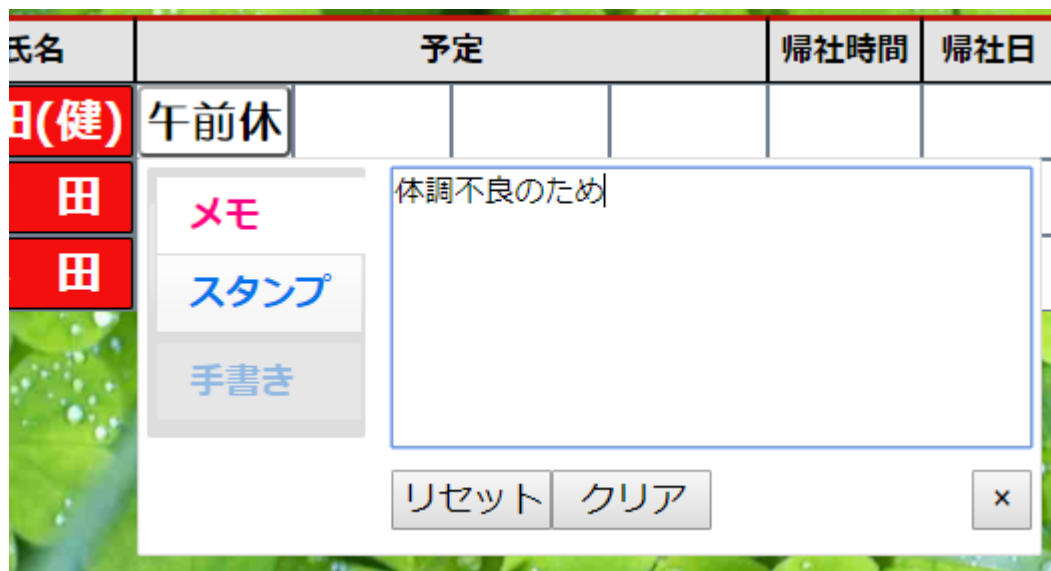 氏名 予定 帰社時間 帰社日
田(健) 午前休
田
田
メモ
スタンプ
手書き
体調不良のため
リセット クリア ×